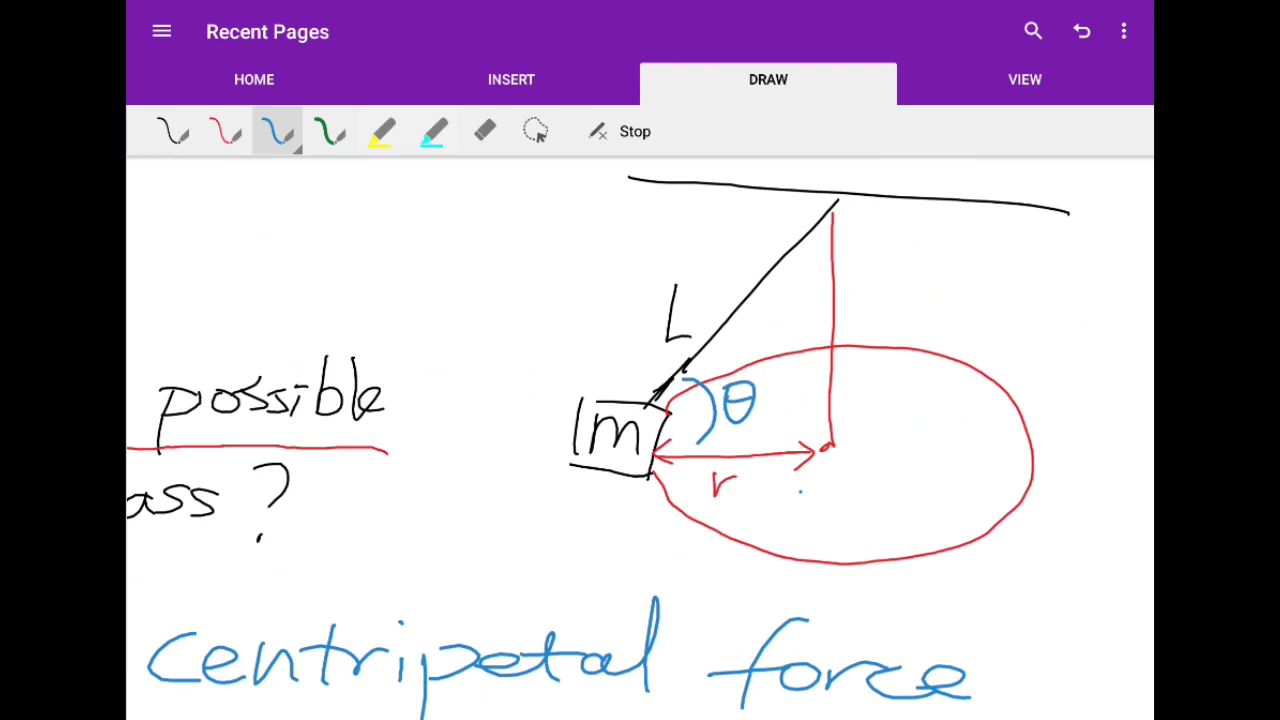 Recent Pages
HOME INSERT DRAW VIEW
Stop
L
possible
m θ
r
ass ?
centripetal force